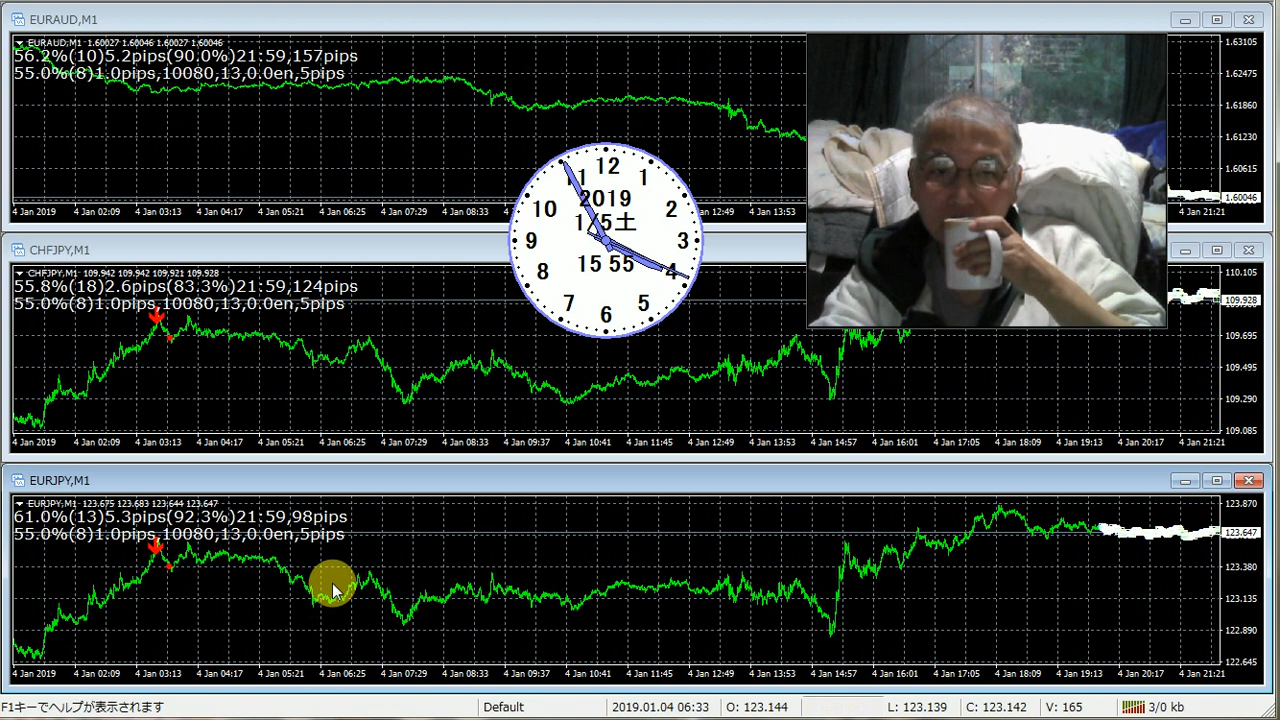 EURAUD,M1
EURAUD,M1 1.60027 1.60046 1.60027 1.60046
56.2%(10)5.2pips(90.0%)21:59,157pips
55.0%(8)1.0pips,10080,13,0.0en,5pips
1.63105
1.62475
1.61860
1.61230
1.60615
1.60046
4 Jan 2019 4 Jan 02:09 4 Jan 03:13 4 Jan 04:17 4 Jan 05:21 4 Jan 06:25 4 Jan 07:29 4 Jan 08:33 12:49 4 Jan 13:53 4 Jan 21:21
12
1
2
3
4
5
6
7
8
9
10
11
2019
1/5土
15 55
CHFJPY,M1
CHFJPY,M1 109.942 109.942 109.921 109.928
55.8%(18)2.6pips(83.3%)21:59,124pips
55.0%(8)1.0pips,10080,13,0.0en,5pips
110.105
109.928
109.695
109.495
109.290
109.085
4 Jan 2019 4 Jan 02:09 4 Jan 03:13 4 Jan 04:17 4 Jan 05:21 4 Jan 06:25 4 Jan 07:29 4 Jan 08:33 4 Jan 09:37 4 Jan 10:41 4 Jan 11:45 4 Jan 12:49 4 Jan 13:53 4 Jan 14:57 4 Jan 16:01 4 Jan 17:05 4 Jan 18:09 4 Jan 19:13 4 Jan 20:17 4 Jan 21:21
EURJPY,M1
EURJPY,M1 123.675 123.683 123.644 123.647
61.0%(13)5.3pips(92.3%)21:59,98pips
55.0%(8)1.0pips,10080,13,0.0en,5pips
123.870
123.647
123.380
123.135
122.890
122.645
4 Jan 2019 4 Jan 02:09 4 Jan 03:13 4 Jan 04:17 4 Jan 05:21 4 Jan 06:25 4 Jan 07:29 4 Jan 08:33 4 Jan 09:37 4 Jan 10:41 4 Jan 11:45 4 Jan 12:49 4 Jan 13:53 4 Jan 14:57 4 Jan 16:01 4 Jan 17:05 4 Jan 18:09 4 Jan 19:13 4 Jan 20:17 4 Jan 21:21
F1キーでヘルプが表示されます Default 2019.01.04 06:33 O: 123.144 L: 123.139 C: 123.142 V: 165 3/0 kb